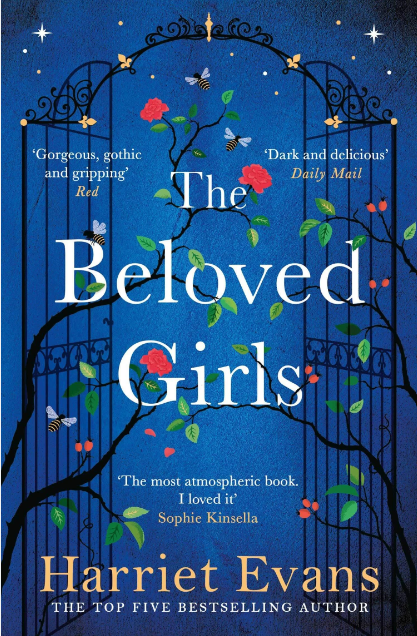 ‘Gorgeous, gothic
and gripping’
Red
‘Dark and delicious’
Daily Mail
The
Beloved
Girls
‘The most atmospheric book.
I loved it’
Sophie Kinsella
Harriet Evans
THE TOP FIVE BESTSELLING AUTHOR